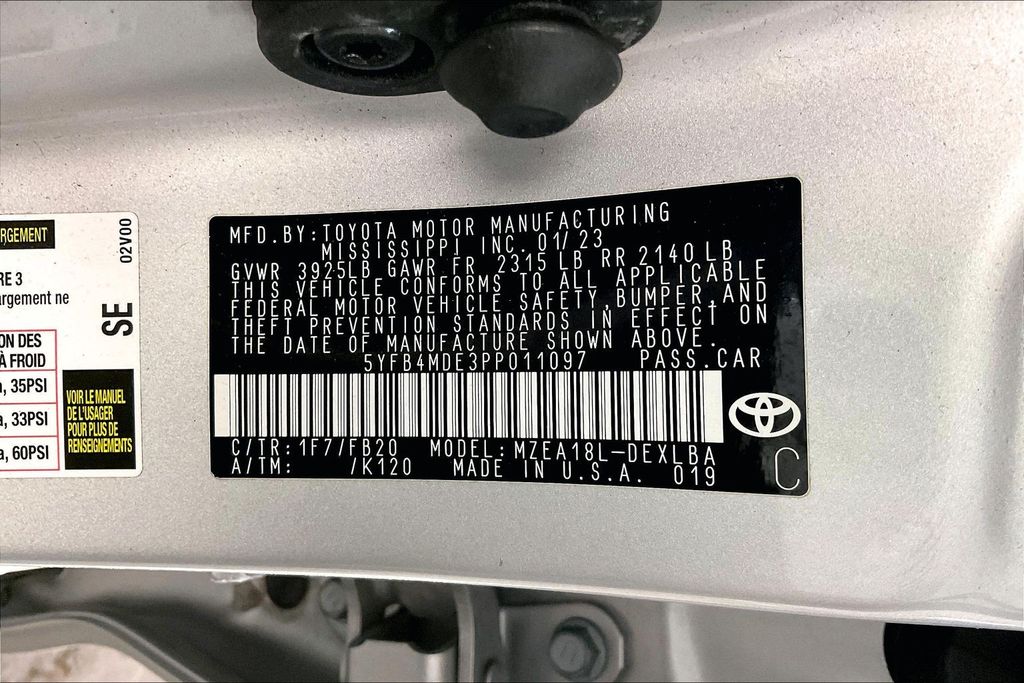 RGEMENT
RE 3
argement ne
02V00
SE
ON DES
À FROID
a, 35PSI
a, 33PSI
a, 60PSI
VOIR LE MANUEL
DE L'USAGER
POUR PLUS DE
RENSEIGNEMENTS
MFD.BY:TOYOTA MOTOR MANUFACTURING
MISSISSIPPI INC. 01/23
GVWR 3925LB GAWR FR 2315 LB RR 2140 LB
THIS VEHICLE CONFORMS TO ALL APPLICABLE
FEDERAL MOTOR VEHICLE SAFETY,BUMPER,AND
THEFT PREVENTION STANDARDS IN EFFECT ON
THE DATE OF MANUFACTURE SHOWN ABOVE.
5YFB4MDE3PP011097 PASS.CAR
C/TR:1F7/FB20 MODEL:MZEA18L-DEXLBA
A/TM: /K120 MADE IN U.S.A. 019
C